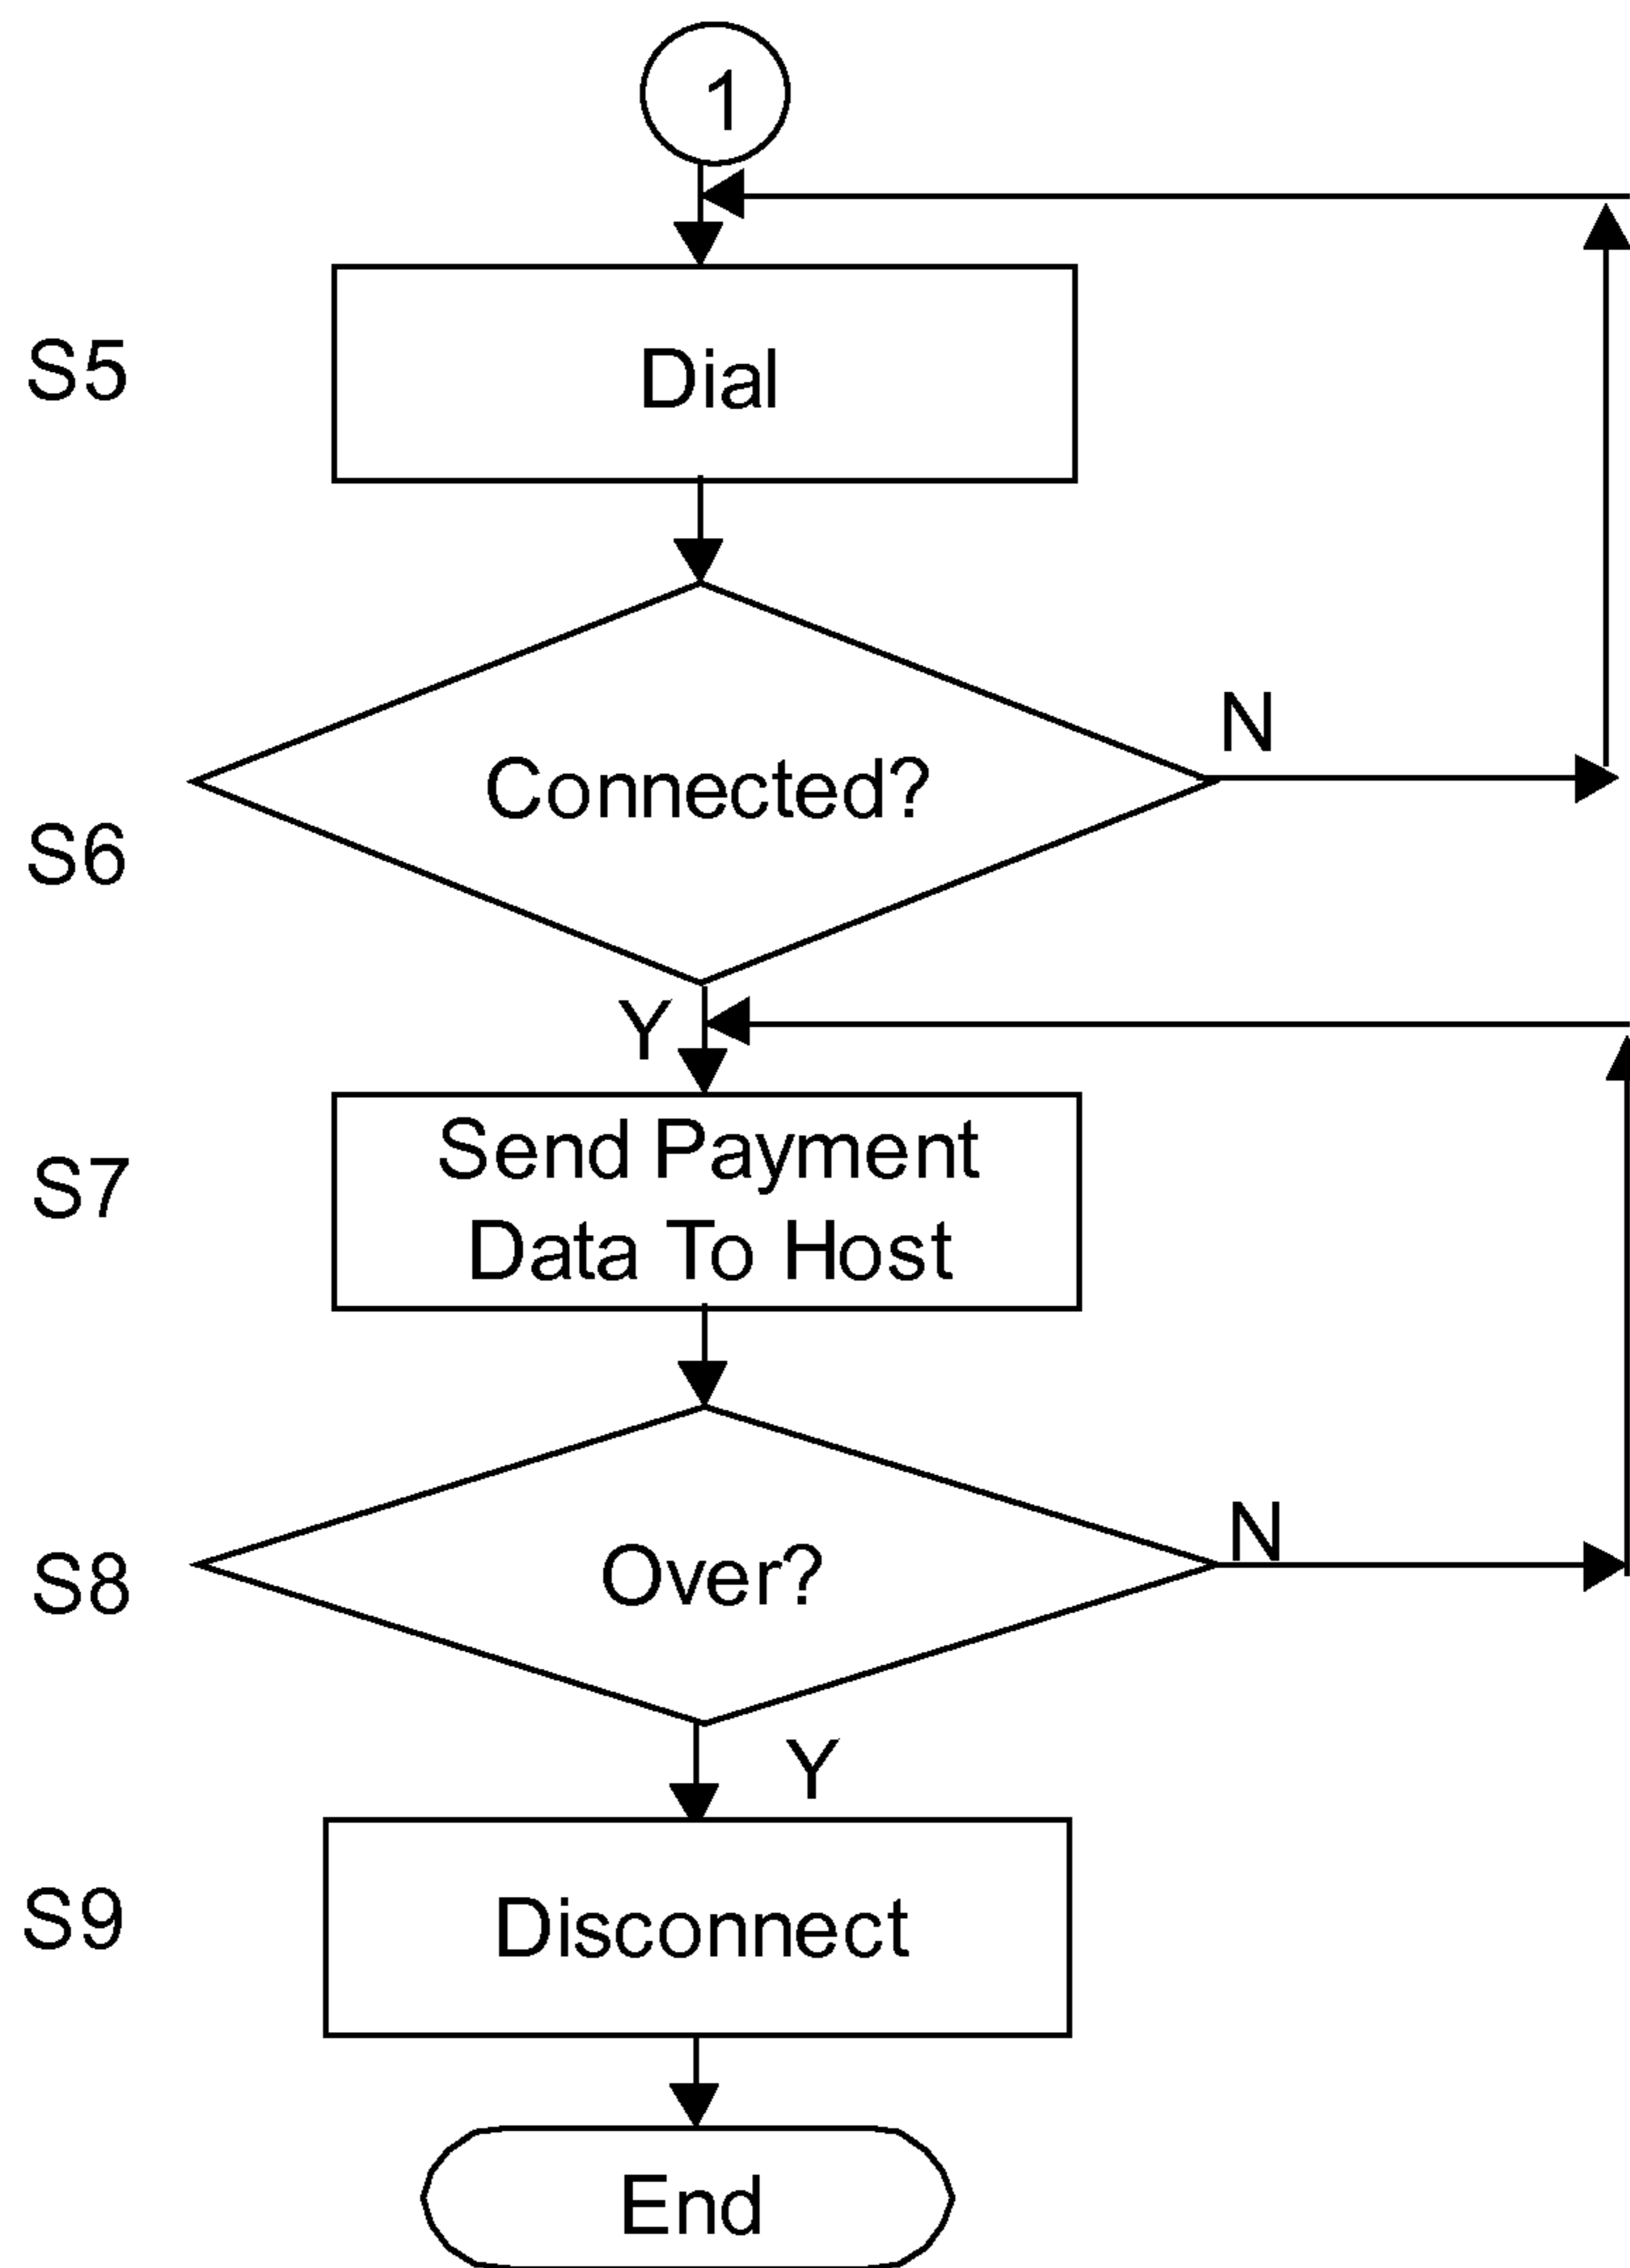 1
S5
Dial
N
Connected?
S6
Y
Send Payment
S7
Data To Host
N
Over?
S8
Y
S9
Disconnect
End